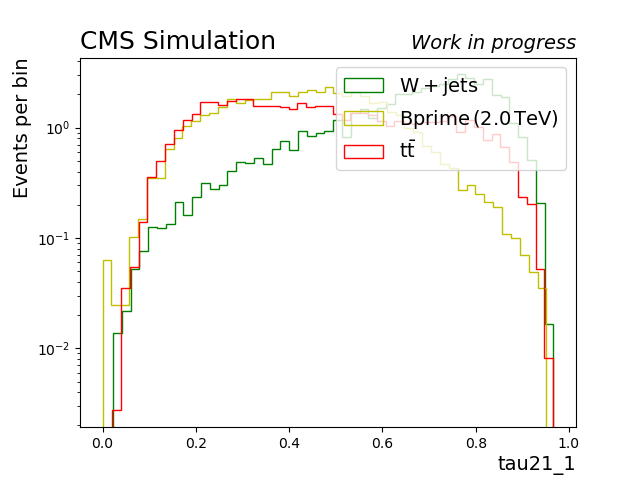 CMS Simulation Work in progress
Events per bin
10⁰
10⁻¹
10⁻²
W + jets
Bprime (2.0 TeV)
tt̄
0.0 0.2 0.4 0.6 0.8 1.0
tau21_1